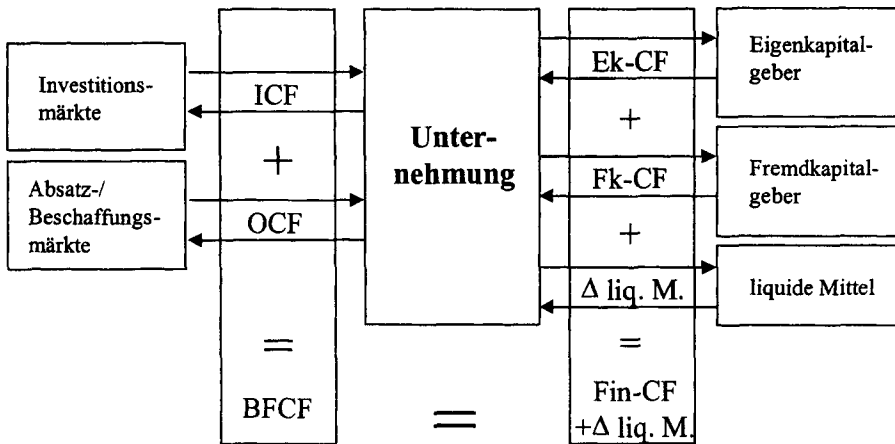 Investitions-
märkte
Absatz-/
Beschaffungs-
märkte
ICF
+
OCF
=
BFCF
Unter-
nehmung
=
Ek-CF
+
Fk-CF
+
Δ liq. M.
=
Fin-CF
+Δ liq. M.
Eigenkapital-
geber
Fremdkapital-
geber
liquide Mittel